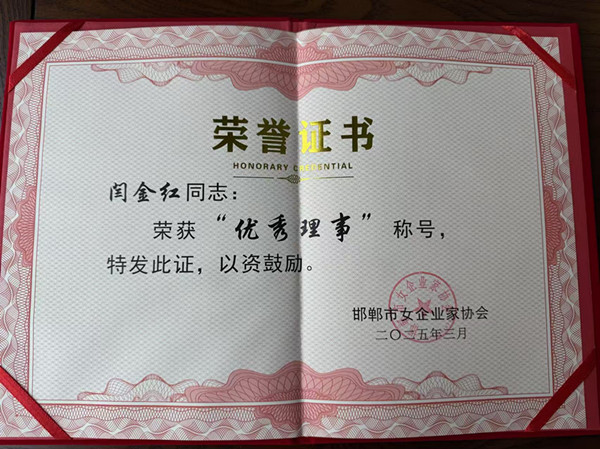 荣誉证书
HONORARY CREDENTIAL
闫金红同志：
荣获“优秀理事”称号，
特发此证，以资鼓励。
邯郸市女企业家协会
二〇二五年三月